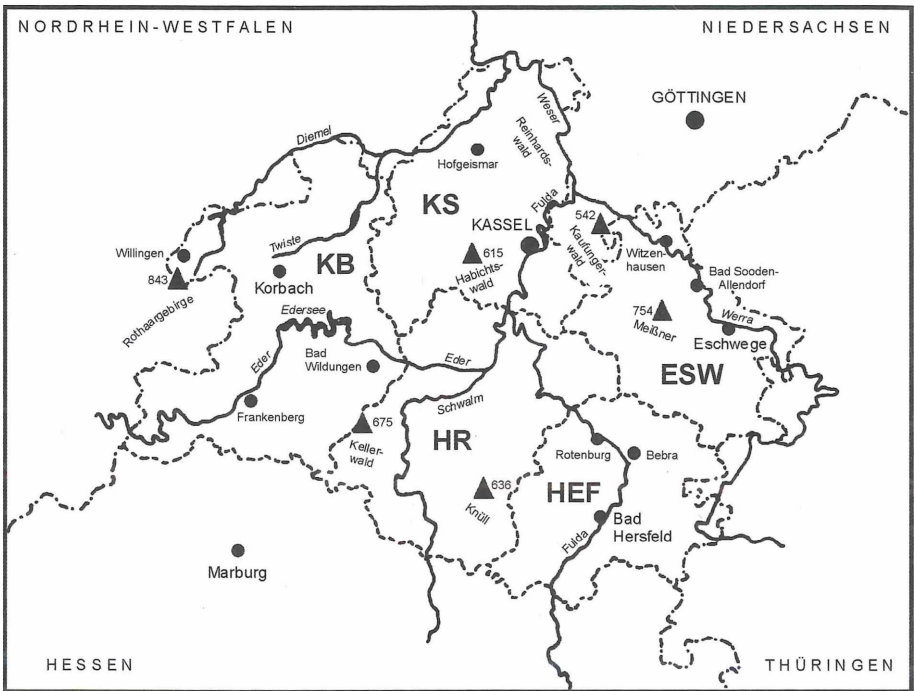 NORDRHEIN-WESTFALEN
NIEDERSACHSEN
GÖTTINGEN
Diemel
Weser
Reinhards-
wald
Hofgeismar
KS
Fulda
KASSEL
542
Kaufunger-
wald
Witzen-
hausen
Willingen
843
Rothaargebirge
Twiste
KB
Korbach
615
Habichts-
wald
Bad Sooden-
Allendorf
754
Meißner
Werra
Eschwege
ESW
Edersee
Eder
Bad
Wildungen
Eder
Frankenberg
Schwalm
675
Keller-
wald
HR
Rotenburg
Bebra
636
Knüll
HEF
Bad
Hersfeld
Fulda
Marburg
HESSEN
THÜRINGEN